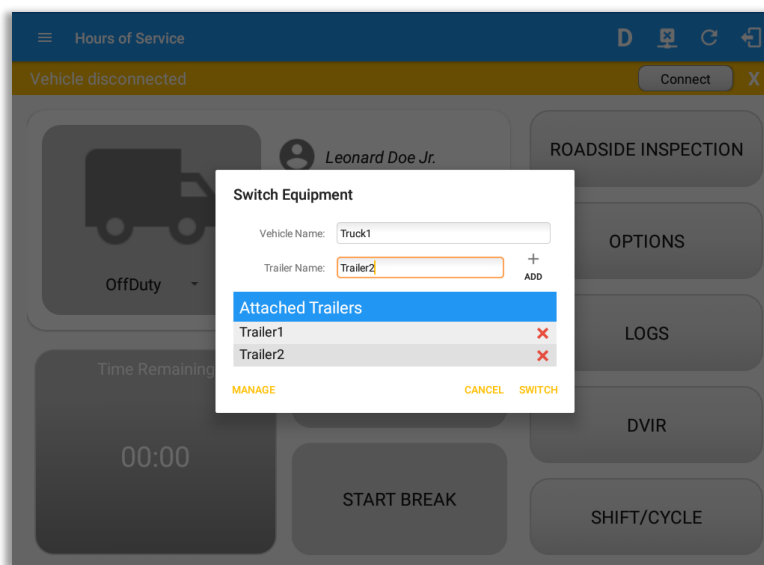 Hours of Service
D
Vehicle disconnected
Connect
X
Leonard Doe Jr.
OffDuty
Time Remaining
00:00
START BREAK
ROADSIDE INSPECTION
OPTIONS
LOGS
DVIR
SHIFT/CYCLE
Switch Equipment
Vehicle Name: Truck1
Trailer Name: Trailer2
ADD
Attached Trailers
Trailer1
Trailer2
MANAGE
CANCEL
SWITCH